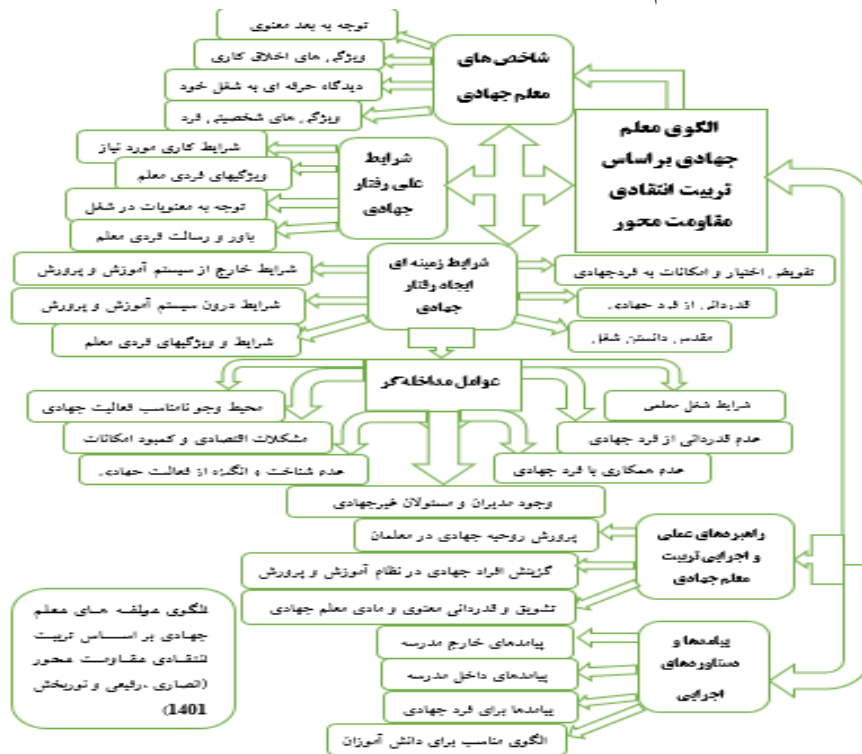 توجه به بعد معنوی
ویژگی های اخلاق کاری
دیدگاه حرفه ای به شغل خود
ویژگی های شخصیتی فرد
شاخص های
معلم جهادی
الگوی معلم
جهادی بر اساس
تربیت انتقادی
مقاومت محور
شرایط کاری مورد نیاز
ویژگیهای فردی معلم
توجه به معنویات در شغل
باور و رسالت فردی معلم
شرایط
علی رفتار
جهادی
شرایط خارج از سیستم آموزش و پرورش
شرایط درون سیستم آموزش و پرورش
شرایط و ویژگیهای فردی معلم
شرایط زمینه ای
ایجاد رفتار
جهادی
تفویض اختیار و امکانات به فردجهادی
قدردانی از فرد جهادی
مقدس دانستن شغل
عوامل مداخله‌گر
محیط وجو نامناسب فعالیت جهادی
مشکلات اقتصادی و کمبود امکانات
عدم شناخت و انگیزه از فعالیت جهادی
شرایط شغل معلمی
عدم قدردانی از فرد جهادی
عدم همکاری با فرد جهادی
وجود مدیران و مسئولان غیرجهادی
پرورش روحیه جهادی در معلمان
گزینش افراد جهادی در نظام آموزش و پرورش
تشویق و قدردانی معنوی و مادی معلم جهادی
راهبردهای عملی
و اجرایی تربیت
معلم جهادی
پیامدهای خارج مدرسه
پیامدهای داخل مدرسه
پیامدها برای فرد جهادی
الگوی مناسب برای دانش آموزان
پیامدها و
دستاوردهای
اجرایی
الگوی مولفه های معلم
جهادی بر اساس تربیت
انتقادی مقاومت محور
(انصاری ،رفیعی و نوربخش
1401)